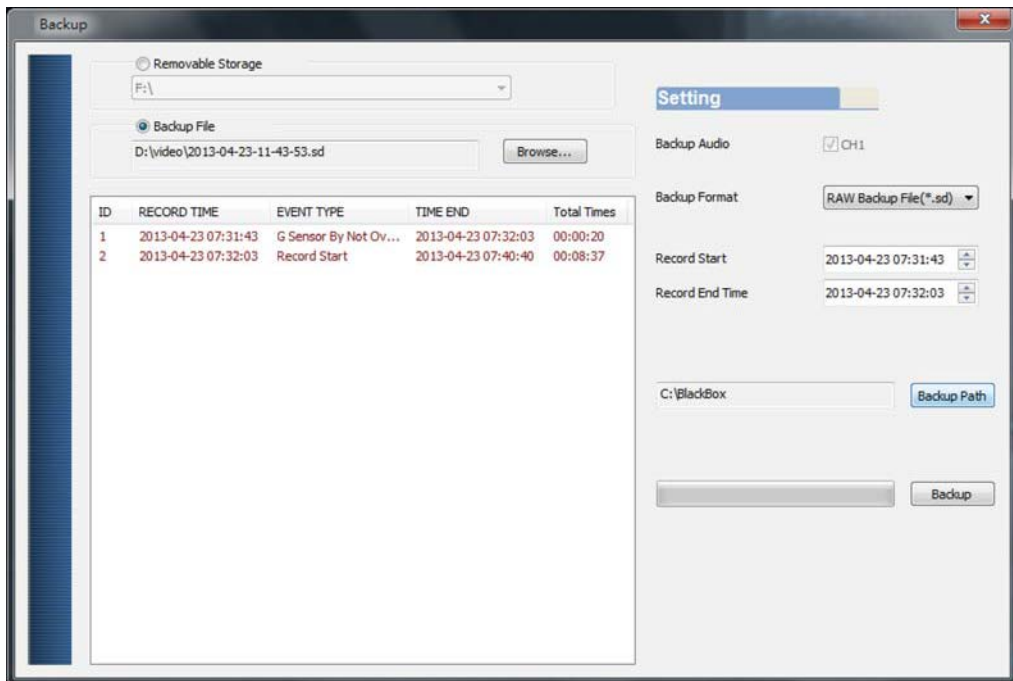 Backup
Removable Storage
F:\
Backup File
D:\video\2013-04-23-11-43-53.sd
Browse...
ID RECORD TIME EVENT TYPE TIME END Total Times
1 2013-04-23 07:31:43 G Sensor By Not Ov... 2013-04-23 07:32:03 00:00:20
2 2013-04-23 07:32:03 Record Start 2013-04-23 07:40:40 00:08:37
Setting
Backup Audio CH1
Backup Format RAW Backup File(*.sd)
Record Start 2013-04-23 07:31:43
Record End Time 2013-04-23 07:32:03
C:\BlackBox Backup Path
Backup